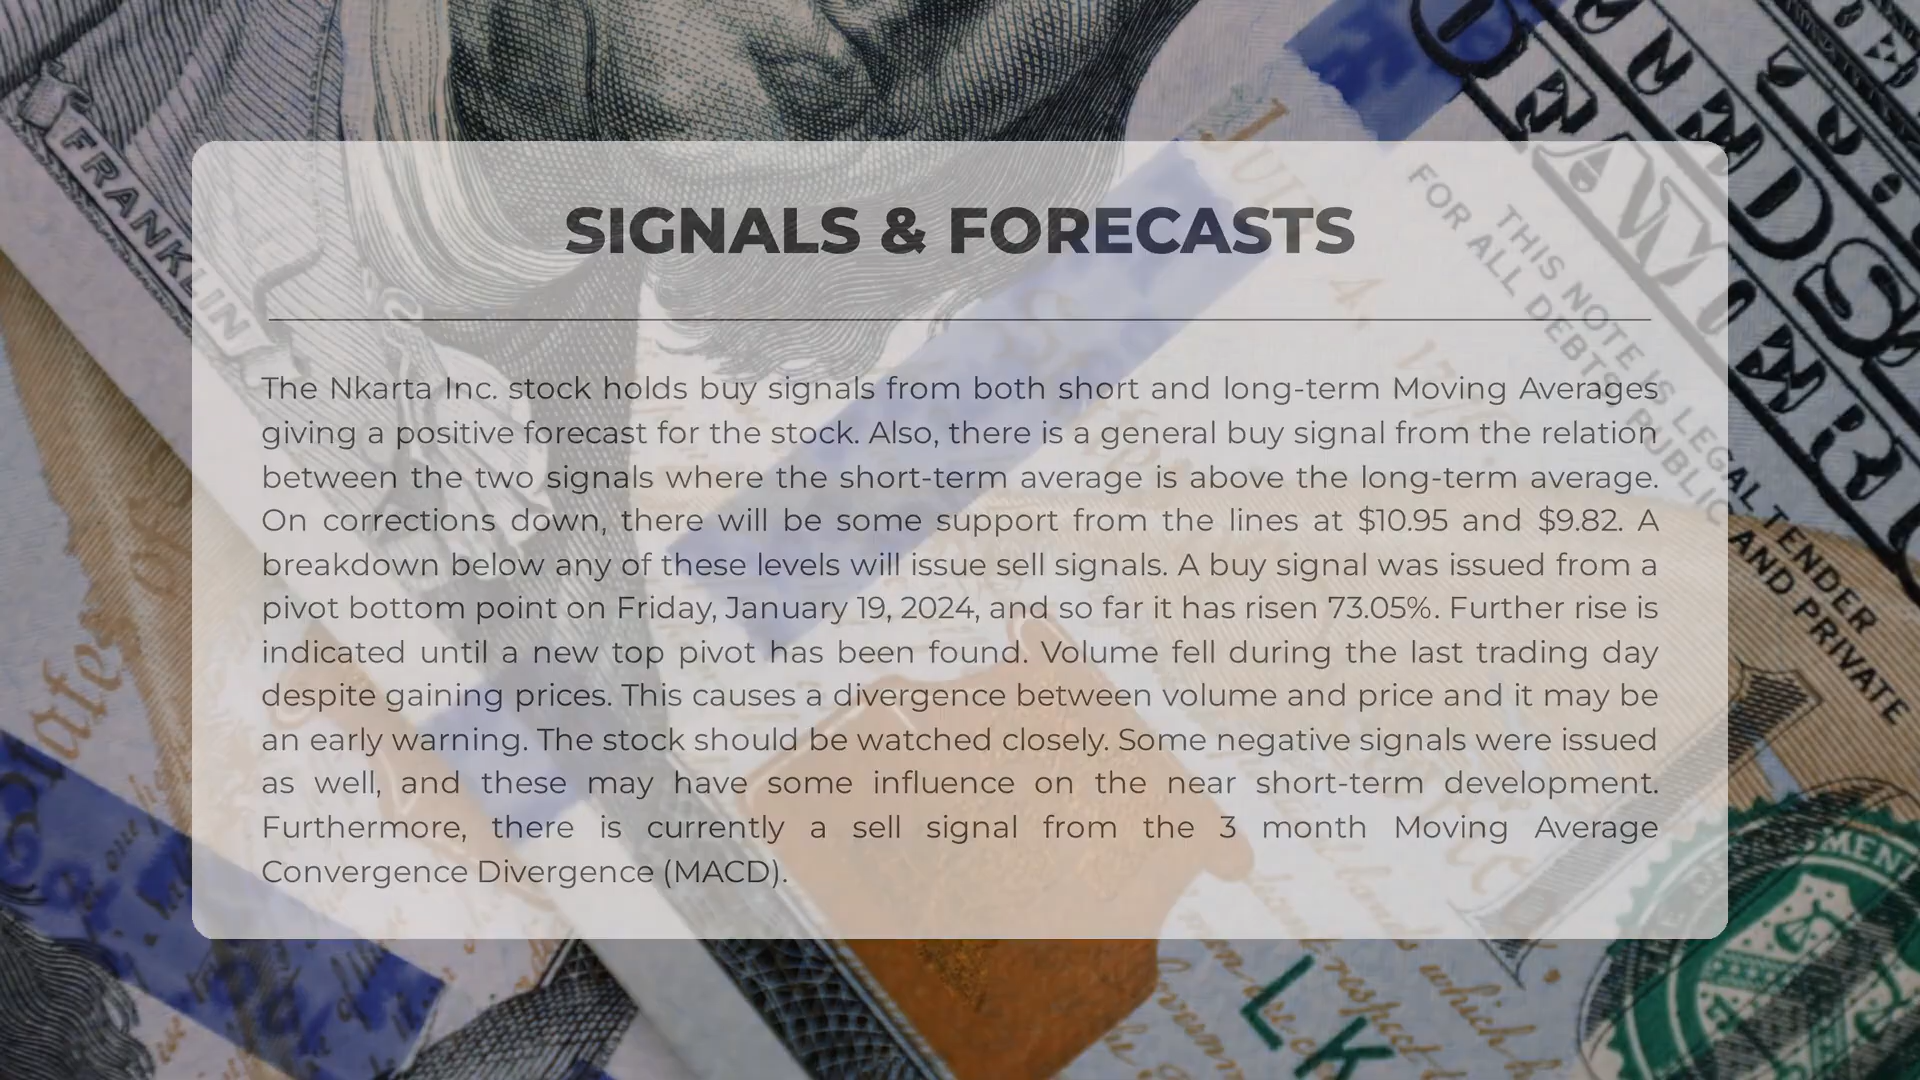 FRANKLIN
THIS NOTE IS LEGAL TENDER
FOR ALL DEBTS, PUBLIC AND PRIVATE
SIGNALS & FORECASTS
The Nkarta Inc. stock holds buy signals from both short and long-term Moving Averages
giving a positive forecast for the stock. Also, there is a general buy signal from the relation
between the two signals where the short-term average is above the long-term average.
On corrections down, there will be some support from the lines at $10.95 and $9.82. A
breakdown below any of these levels will issue sell signals. A buy signal was issued from a
pivot bottom point on Friday, January 19, 2024, and so far it has risen 73.05%. Further rise is
indicated until a new top pivot has been found. Volume fell during the last trading day
despite gaining prices. This causes a divergence between volume and price and it may be
an early warning. The stock should be watched closely. Some negative signals were issued
as well, and these may have some influence on the near short-term development.
Furthermore, there is currently a sell signal from the 3 month Moving Average
Convergence Divergence (MACD).
LK